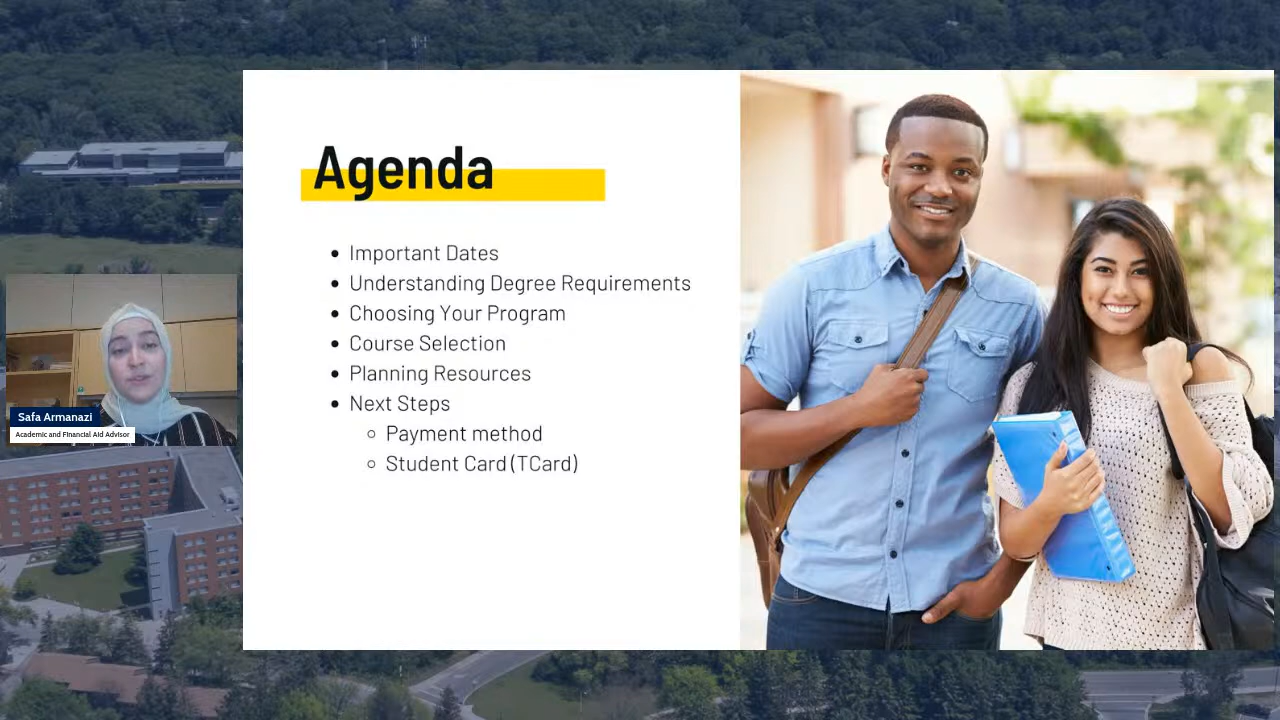 Agenda
Important Dates
Understanding Degree Requirements
Choosing Your Program
Course Selection
Planning Resources
Next Steps
Payment method
Student Card (TCard)
Safa Armanazi
Academic and Financial Aid Advisor